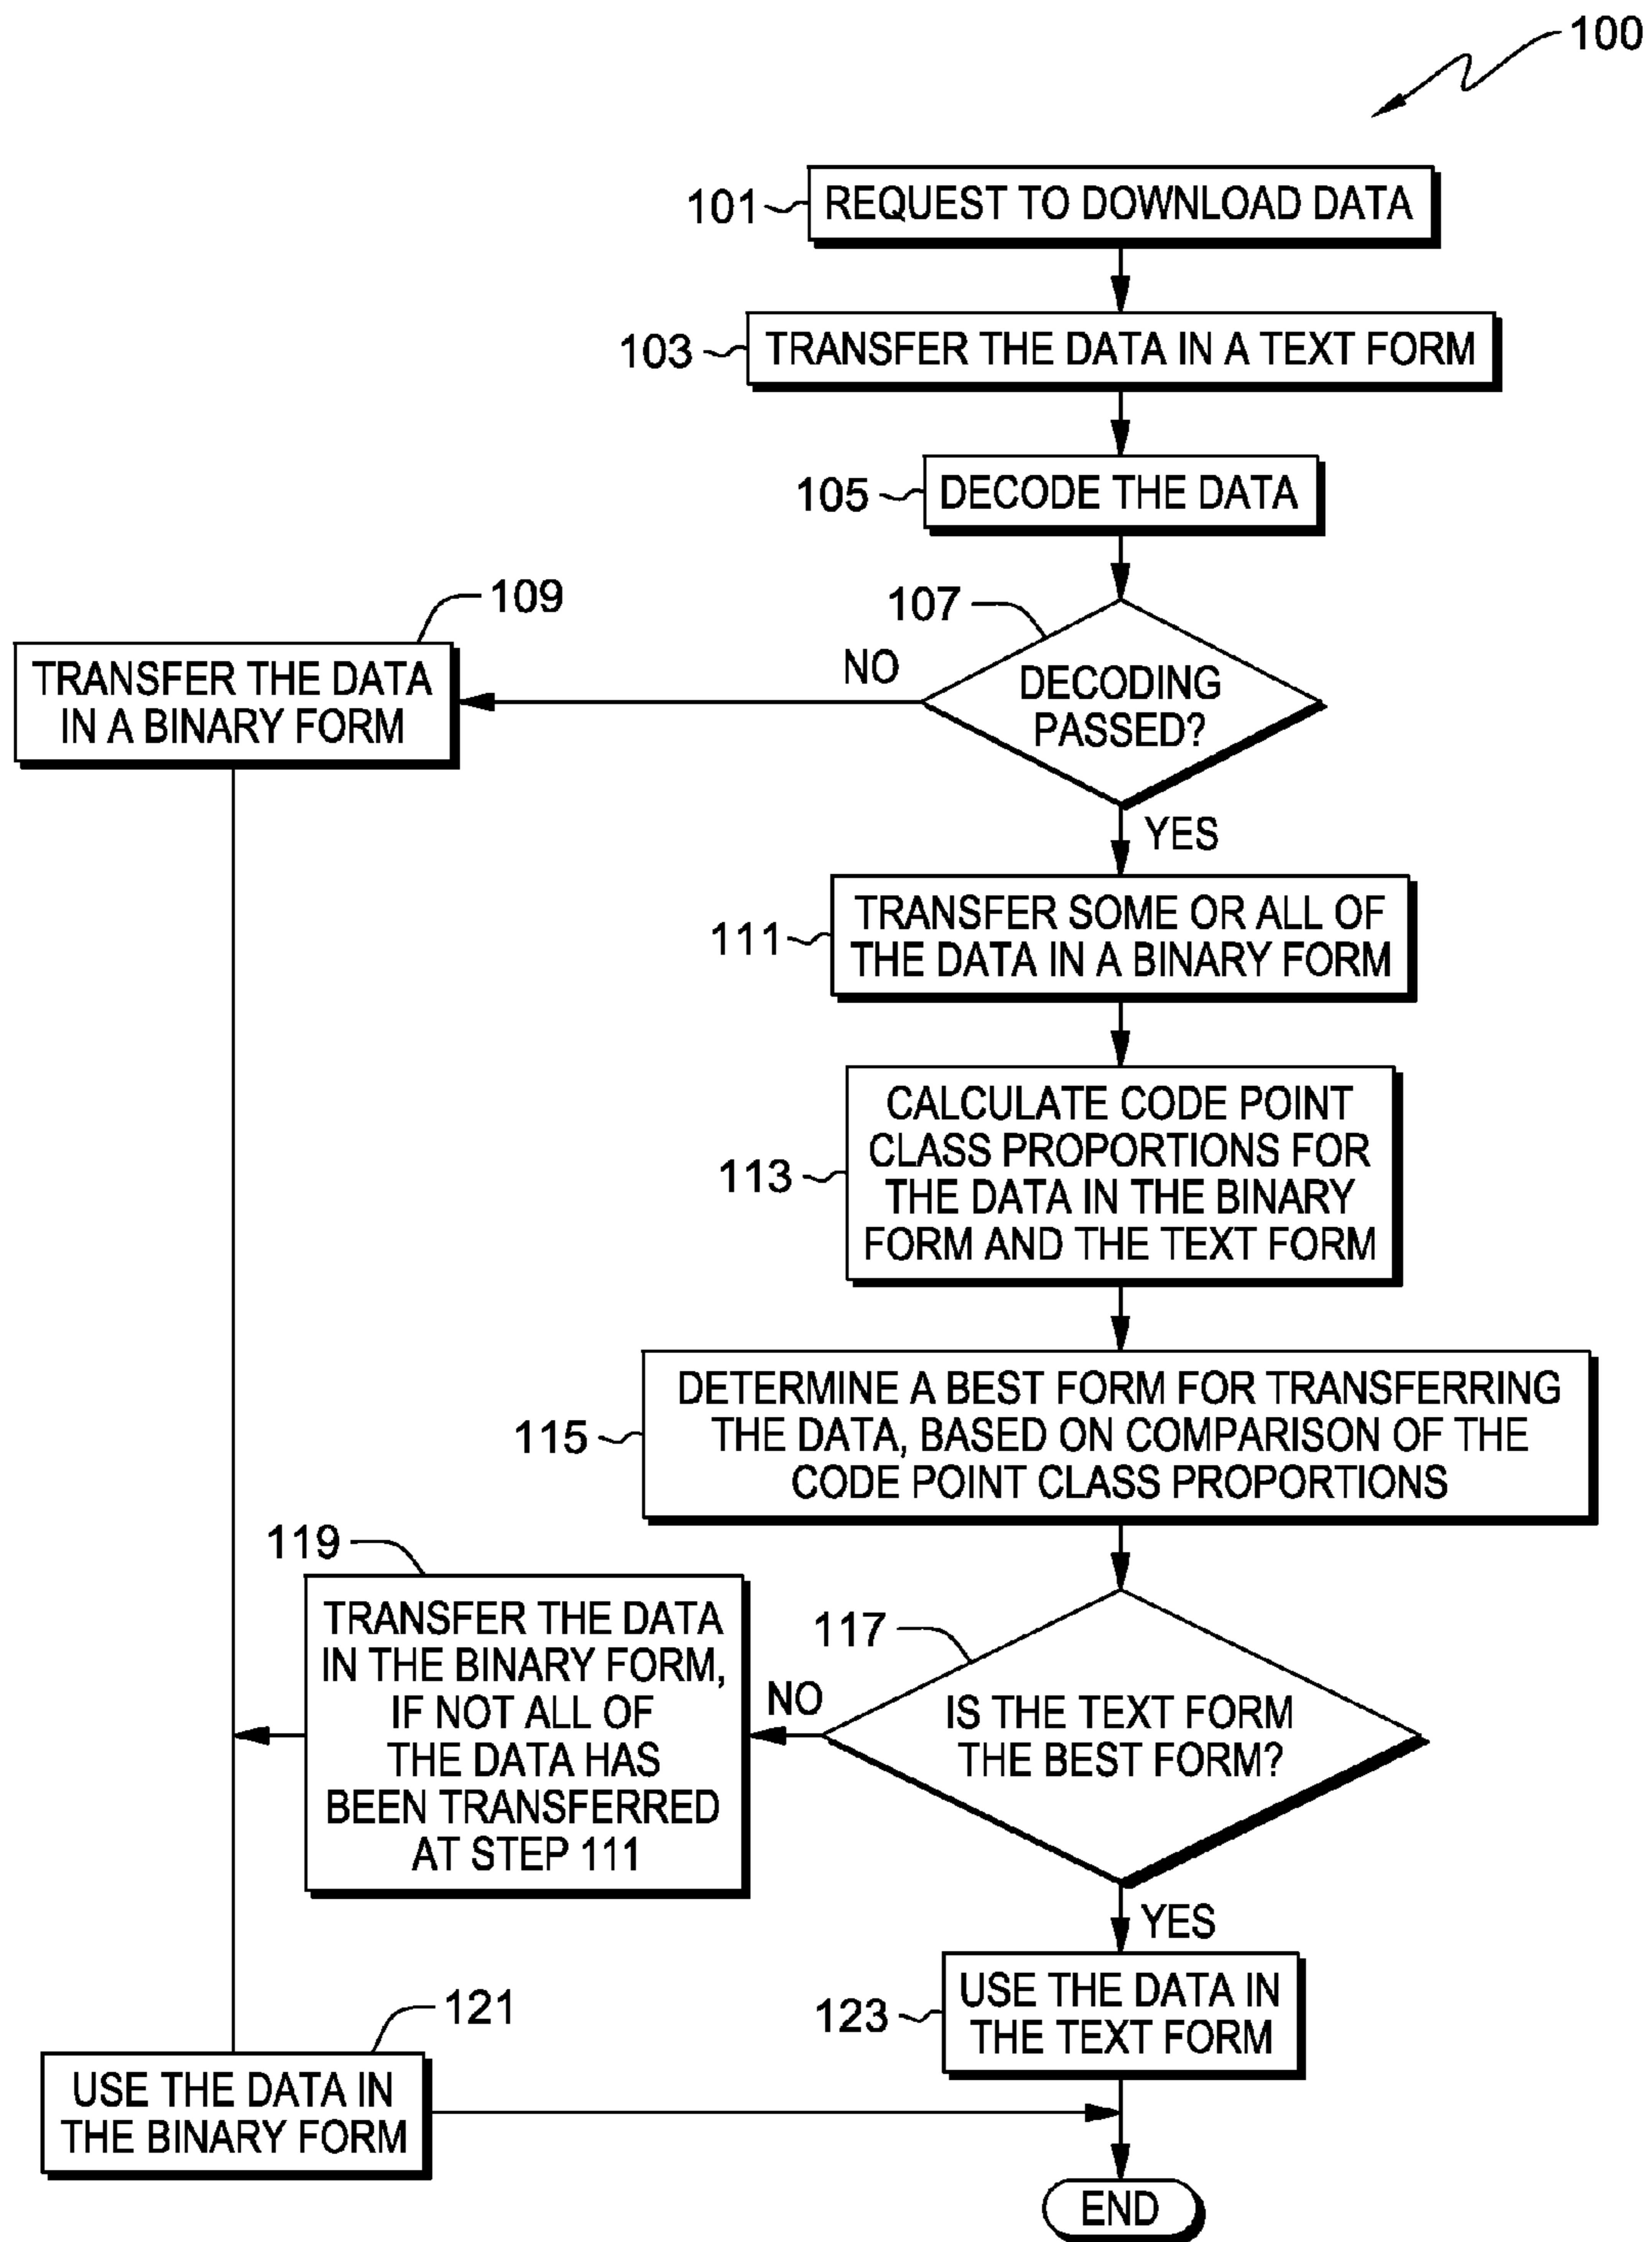 100
101
REQUEST TO DOWNLOAD DATA
103
TRANSFER THE DATA IN A TEXT FORM
105
DECODE THE DATA
107
DECODING
PASSED?
NO
109
TRANSFER THE DATA
IN A BINARY FORM
YES
111
TRANSFER SOME OR ALL OF
THE DATA IN A BINARY FORM
113
CALCULATE CODE POINT
CLASS PROPORTIONS FOR
THE DATA IN THE BINARY
FORM AND THE TEXT FORM
115
DETERMINE A BEST FORM FOR TRANSFERRING
THE DATA, BASED ON COMPARISON OF THE
CODE POINT CLASS PROPORTIONS
117
IS THE TEXT FORM
THE BEST FORM?
NO
119
TRANSFER THE DATA
IN THE BINARY FORM,
IF NOT ALL OF
THE DATA HAS
BEEN TRANSFERRED
AT STEP 111
YES
121
USE THE DATA IN
THE BINARY FORM
123
USE THE DATA IN
THE TEXT FORM
END